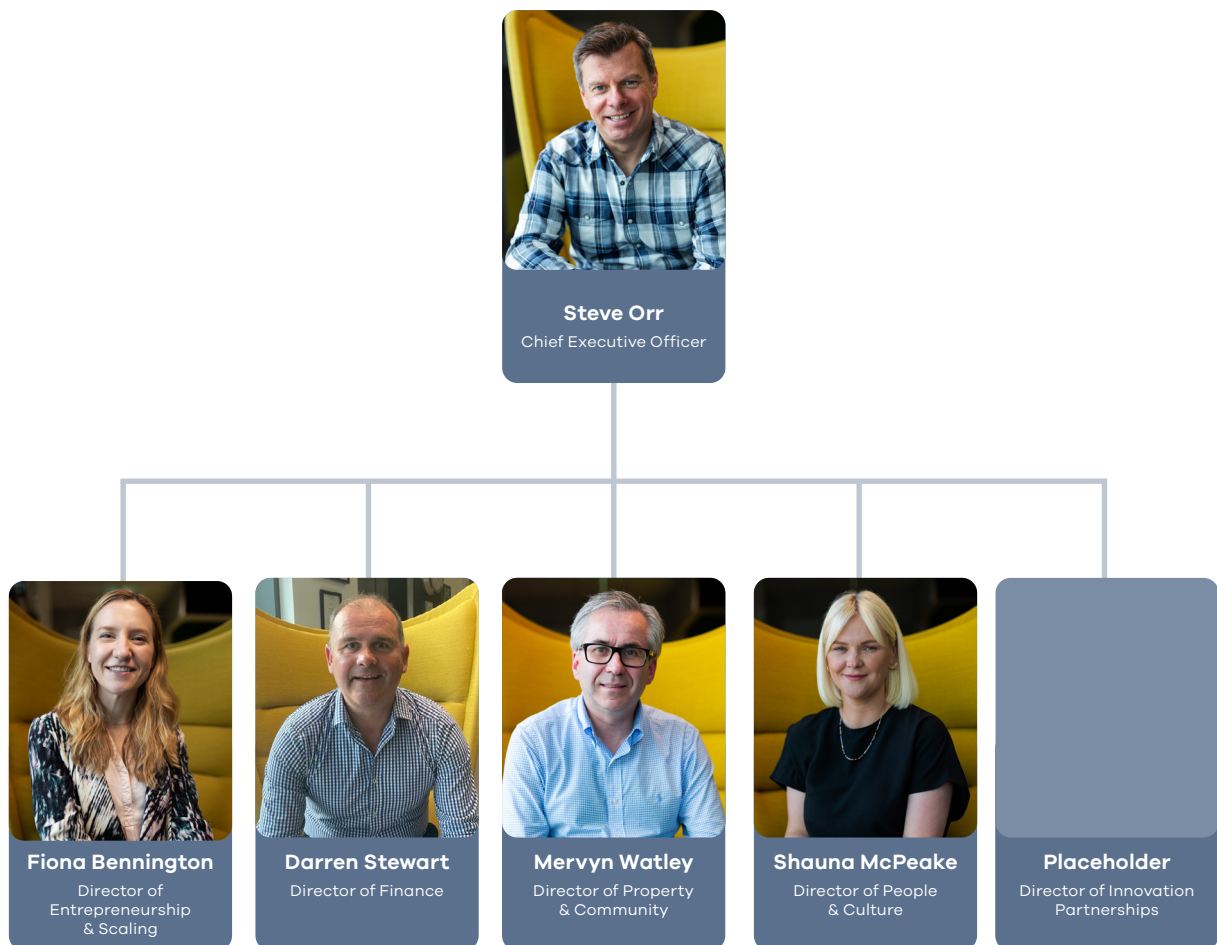 Steve Orr
Chief Executive Officer
Fiona Bennington
Director of
Entrepreneurship
& Scaling
Darren Stewart
Director of Finance
Mervyn Watley
Director of Property
& Community
Shauna McPeake
Director of People
& Culture
Placeholder
Director of Innovation
Partnerships